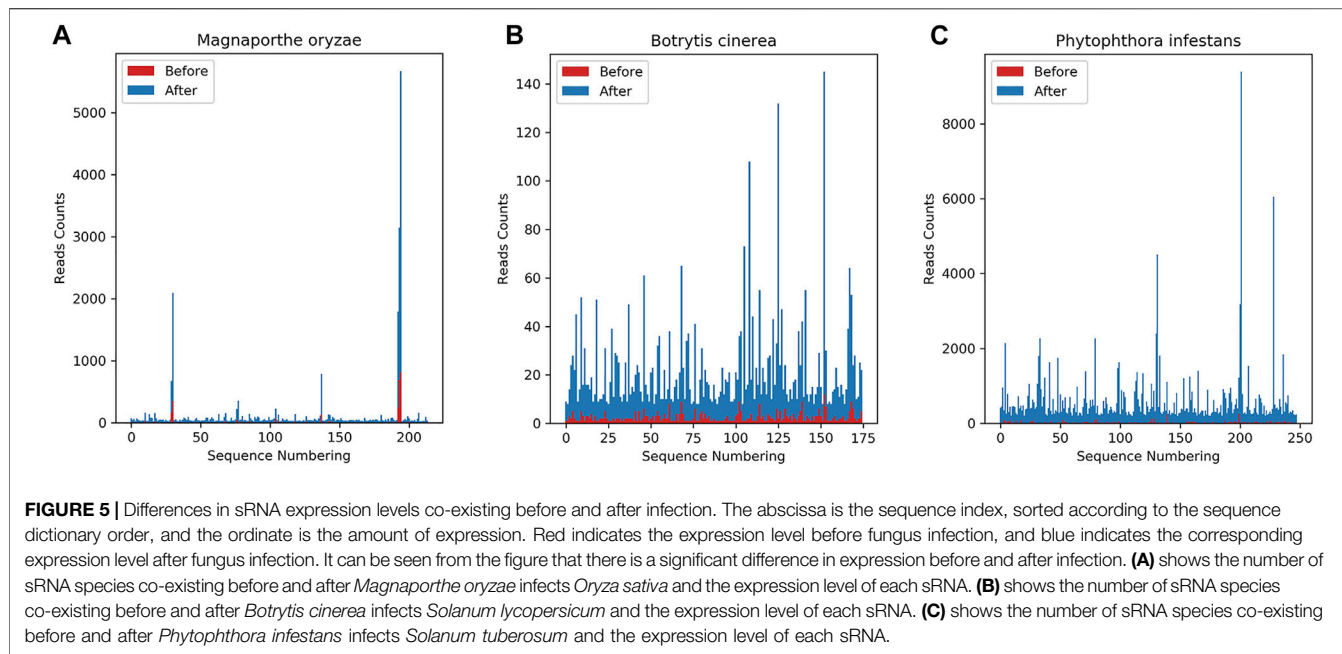 A
Magnaporthe oryzae
Before
After
5000
4000
3000
2000
1000
0
Reads Counts
0 50 100 150 200
Sequence Numbering
B
Botrytis cinerea
Before
After
140
120
100
80
60
40
20
0
Reads Counts
0 25 50 75 100 125 150 175
Sequence Numbering
C
Phytophthora infestans
Before
After
8000
6000
4000
2000
0
Reads Counts
0 50 100 150 200 250
Sequence Numbering
FIGURE 5 | Differences in sRNA expression levels co-existing before and after infection. The abscissa is the sequence index, sorted according to the sequence
dictionary order, and the ordinate is the amount of expression. Red indicates the expression level before fungus infection, and blue indicates the corresponding
expression level after fungus infection. It can be seen from the figure that there is a significant difference in expression before and after infection. (A) shows the number of
sRNA species co-existing before and after Magnaporthe oryzae infects Oryza sativa and the expression level of each sRNA. (B) shows the number of sRNA species
co-existing before and after Botrytis cinerea infects Solanum lycopersicum and the expression level of each sRNA. (C) shows the number of sRNA species co-existing
before and after Phytophthora infestans infects Solanum tuberosum and the expression level of each sRNA.